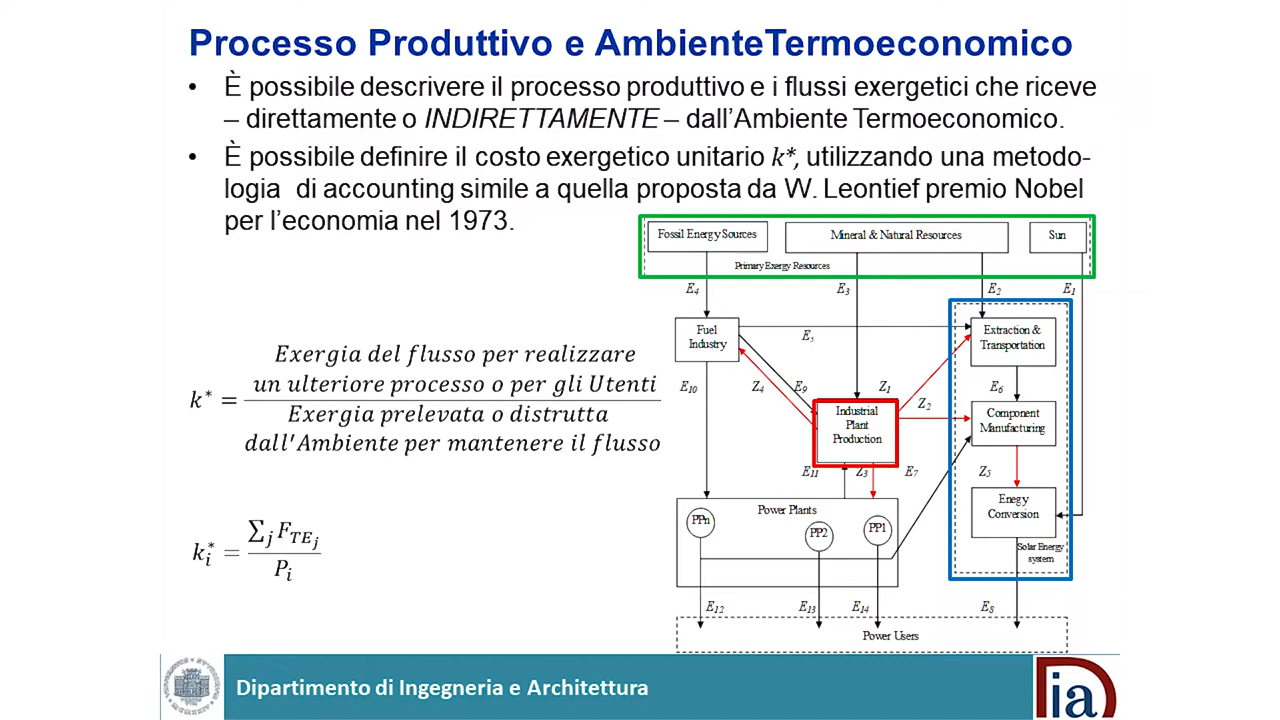 Processo Produttivo e AmbienteTermoeconomico
• È possibile descrivere il processo produttivo e i flussi exergetici che riceve
– direttamente o INDIRETTAMENTE – dall’Ambiente Termoeconomico.
• È possibile definire il costo exergetico unitario k*, utilizzando una metodo-
logia di accounting simile a quella proposta da W. Leontief premio Nobel
per l’economia nel 1973.
Fossil Energy Sources
Mineral & Natural Resources
Sun
Primary Exergy Resources
E4
E3
E2
E1
Fuel
Industry
E5
Extraction &
Transportation
E10
Z4
E9
Z1
E6
Z2
Industrial
Plant
Production
Component
Manufacturing
E11
Z3
E7
Z5
Power Plants
PPn
PP2
PP1
Enegy
Conversion
Solar Energy
system
E12
E13
E14
E8
Power Users
k* =
Exergia del flusso per realizzare
un ulteriore processo o per gli Utenti
Exergia prelevata o distrutta
dall'Ambiente per mantenere il flusso
k*i = ∑j FTEj / Pi
Dipartimento di Ingegneria e Architettura
Dia